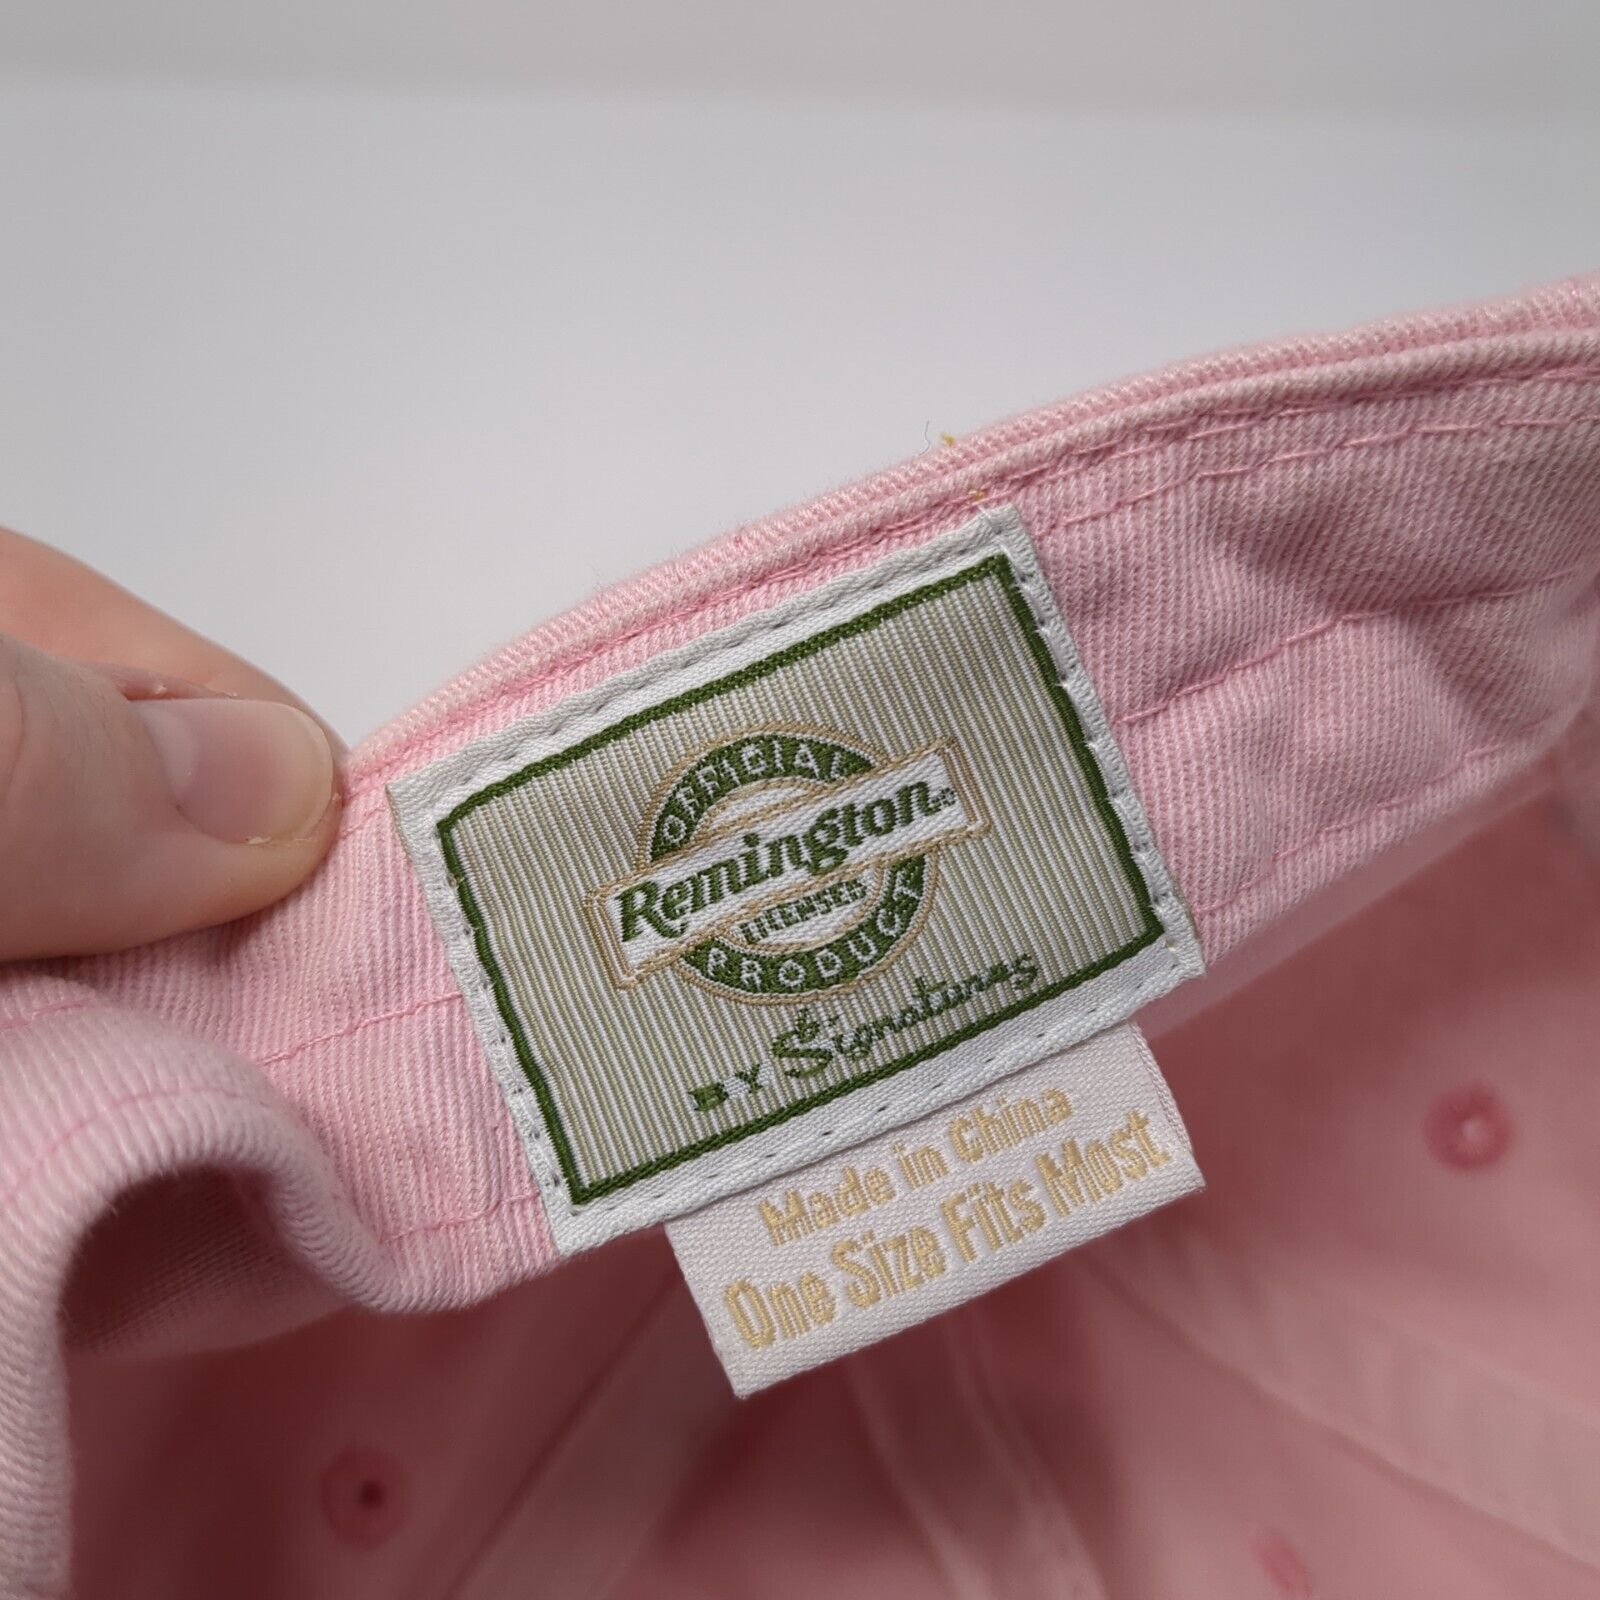 OFFICIAL
Remington®
LICENSED
PRODUCT
BY Signatures
Made in China
One Size Fits Most